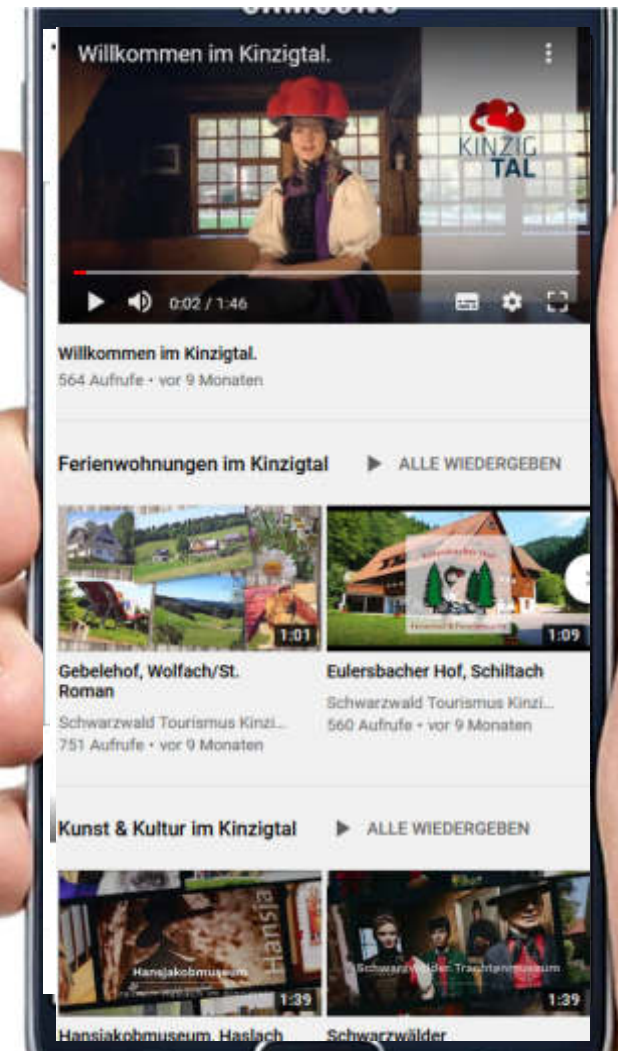 SAMSUNG
Willkommen im Kinzigtal.
KINZIG
TAL
0:02 / 1:46
Willkommen im Kinzigtal.
564 Aufrufe • vor 9 Monaten
Ferienwohnungen im Kinzigtal ALLE WIEDERGEBEN
1:01
1:09
Gebelehof, Wolfach/St.
Roman
Schwarzwald Tourismus Kinzi...
751 Aufrufe • vor 9 Monaten
Eulersbacher Hof, Schiltach
Schwarzwald Tourismus Kinzi...
560 Aufrufe • vor 9 Monaten
Kunst & Kultur im Kinzigtal ALLE WIEDERGEBEN
Hansja
Hansjakobmuseum
1:39
Schwarzwälder Trachtenmuseum
1:39
Hansjakobmuseum, Haslach
Schwarzwälder